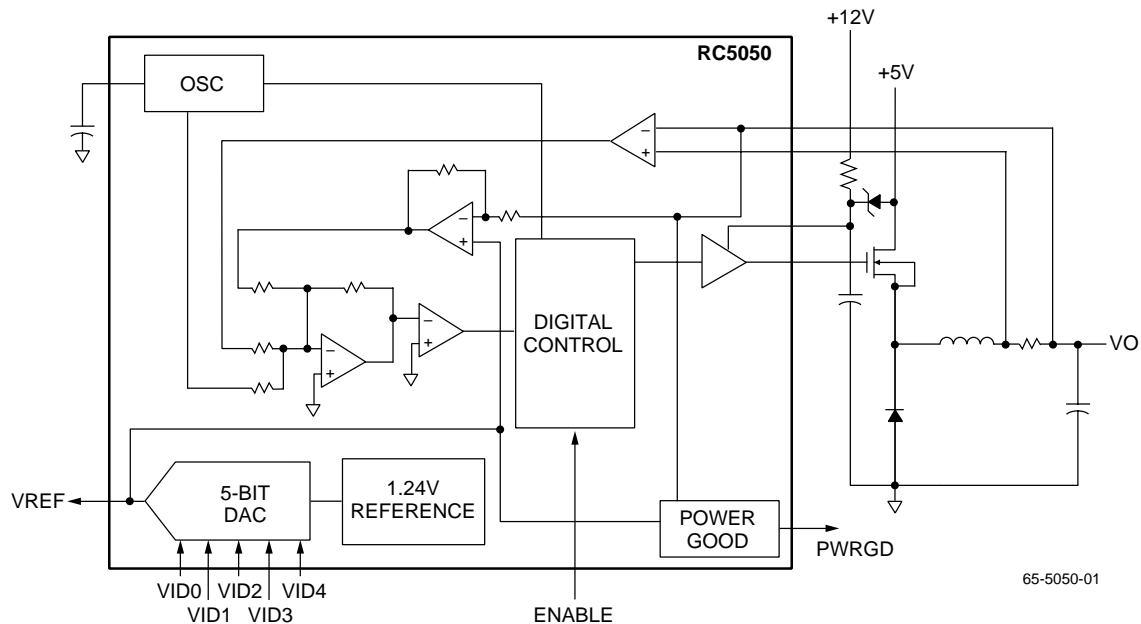 +12V
RC5050
+5V
OSC
−
+
−
+
DIGITAL
CONTROL
−
+
−
+
VO
5-BIT
DAC
1.24V
REFERENCE
VREF
POWER
GOOD
PWRGD
VID0
VID2
VID4
VID1
VID3
ENABLE
65-5050-01